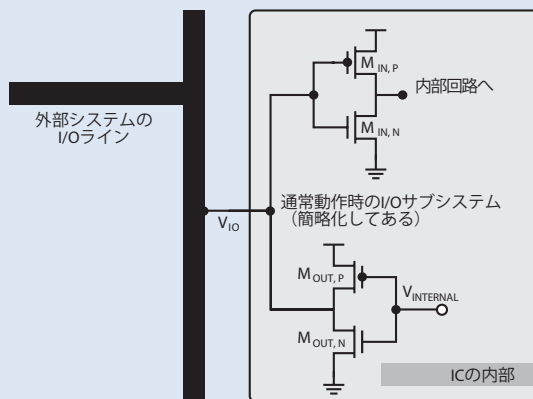 M IN, P
内部回路へ
M IN, N
外部システムの
I/Oライン
通常動作時のI/Oサブシステム
(簡略化してある)
VIO
M OUT, P
VINTERNAL
M OUT, N
ICの内部